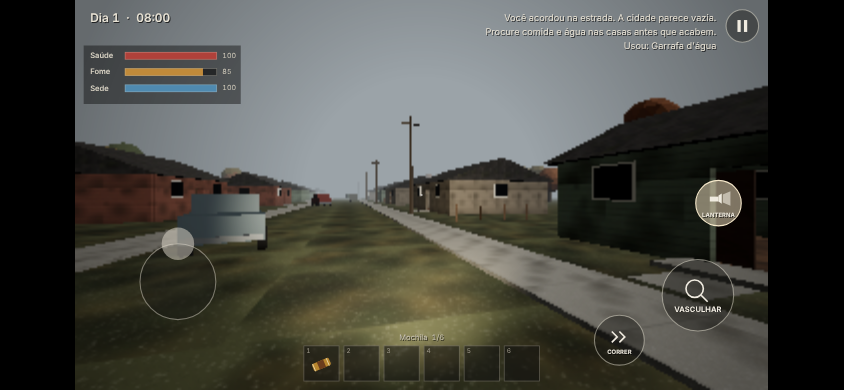 Dia 1 · 08:00
Você acordou na estrada. A cidade parece vazia.
Procure comida e água nas casas antes que acabem.
Usou: Garrafa d'água
Saúde 100
Fome 85
Sede 100
LANTERNA
VASCULHAR
CORRER
Mochila 1/6
1 2 3 4 5 6